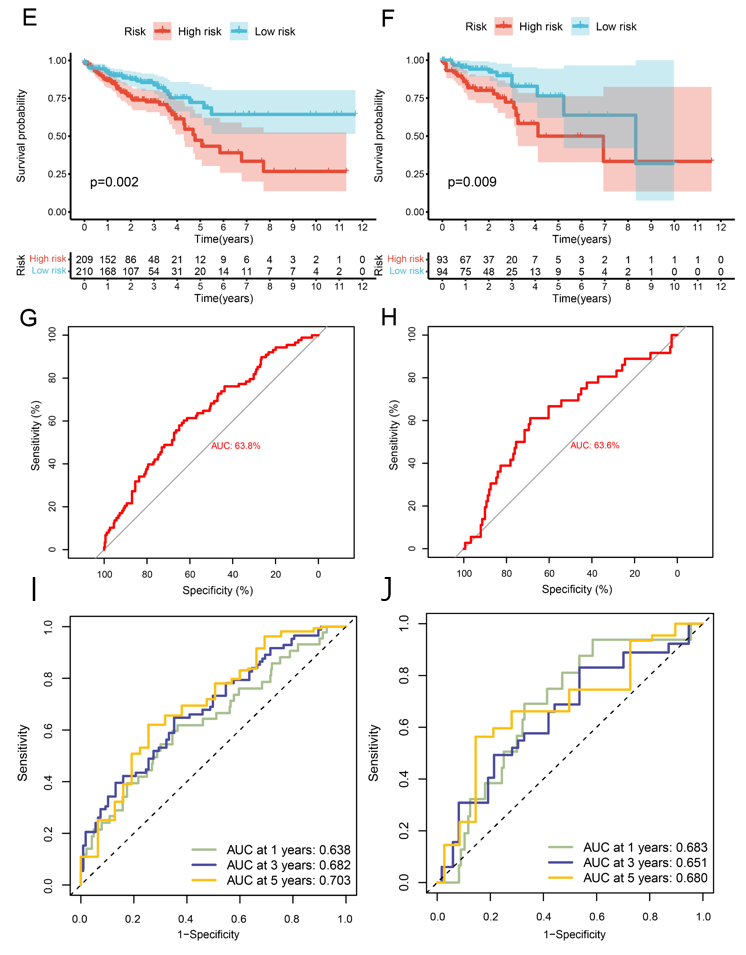 E
Risk High risk Low risk
Survival probability
1.00
0.75
0.50
0.25
0.00
p=0.002
0 1 2 3 4 5 6 7 8 9 10 11 12
Time(years)
Risk
High risk 209 152 86 48 21 12 9 6 4 3 2 1 0
Low risk 210 168 107 54 31 20 14 11 7 7 4 2 0
0 1 2 3 4 5 6 7 8 9 10 11 12
Time(years)
F
Risk High risk Low risk
Survival probability
1.00
0.75
0.50
0.25
0.00
p=0.009
0 1 2 3 4 5 6 7 8 9 10 11 12
Time(years)
Risk
High risk 93 67 37 20 7 5 3 2 1 1 1 1 0
Low risk 94 75 48 25 13 9 5 4 2 1 0 0 0
0 1 2 3 4 5 6 7 8 9 10 11 12
Time(years)
G
Sensitivity (%)
100
80
60
40
20
0
AUC: 63.8%
100 80 60 40 20 0
Specificity (%)
H
Sensitivity (%)
100
80
60
40
20
0
AUC: 63.6%
100 80 60 40 20 0
Specificity (%)
I
Sensitivity
1.0
0.8
0.6
0.4
0.2
0.0
AUC at 1 years: 0.638
AUC at 3 years: 0.682
AUC at 5 years: 0.703
0.0 0.2 0.4 0.6 0.8 1.0
1−Specificity
J
Sensitivity
1.0
0.8
0.6
0.4
0.2
0.0
AUC at 1 years: 0.683
AUC at 3 years: 0.651
AUC at 5 years: 0.680
0.0 0.2 0.4 0.6 0.8 1.0
1−Specificity